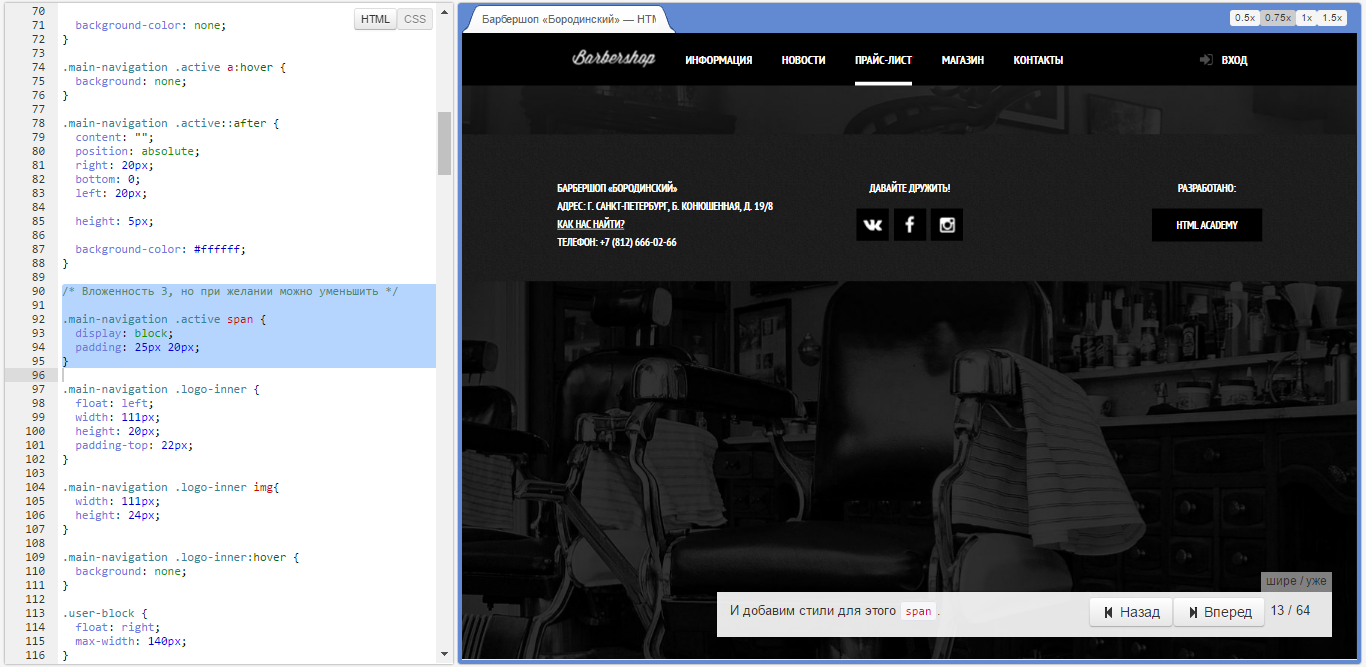 70
HTML CSS
71 background-color: none;
72 }
73
74 .main-navigation .active a:hover {
75 background: none;
76 }
77
78 .main-navigation .active::after {
79 content: "";
80 position: absolute;
81 right: 20px;
82 bottom: 0;
83 left: 20px;
84
85 height: 5px;
86
87 background-color: #ffffff;
88 }
89
90 /* Вложенность 3, но при желании можно уменьшить */
91
92 .main-navigation .active span {
93 display: block;
94 padding: 25px 20px;
95 }
96
97 .main-navigation .logo-inner {
98 float: left;
99 width: 111px;
100 height: 20px;
101 padding-top: 22px;
102 }
103
104 .main-navigation .logo-inner img{
105 width: 111px;
106 height: 24px;
107 }
108
109 .main-navigation .logo-inner:hover {
110 background: none;
111 }
112
113 .user-block {
114 float: right;
115 max-width: 140px;
116 }
Барбершоп «Бородинский» — HTM
0.5x 0.75x 1x 1.5x
Barbershop ИНФОРМАЦИЯ НОВОСТИ ПРАЙС-ЛИСТ МАГАЗИН КОНТАКТЫ ВХОД
БАРБЕРШОП «БОРОДИНСКИЙ»
АДРЕС: Г. САНКТ-ПЕТЕРБУРГ, Б. КОНЮШЕННАЯ, Д. 19/8
КАК НАС НАЙТИ?
ТЕЛЕФОН: +7 (812) 666-02-66
ДАВАЙТЕ ДРУЖИТЬ!
РАЗРАБОТАНО:
HTML ACADEMY
шире / уже
И добавим стили для этого span.
Назад Вперед 13 / 64